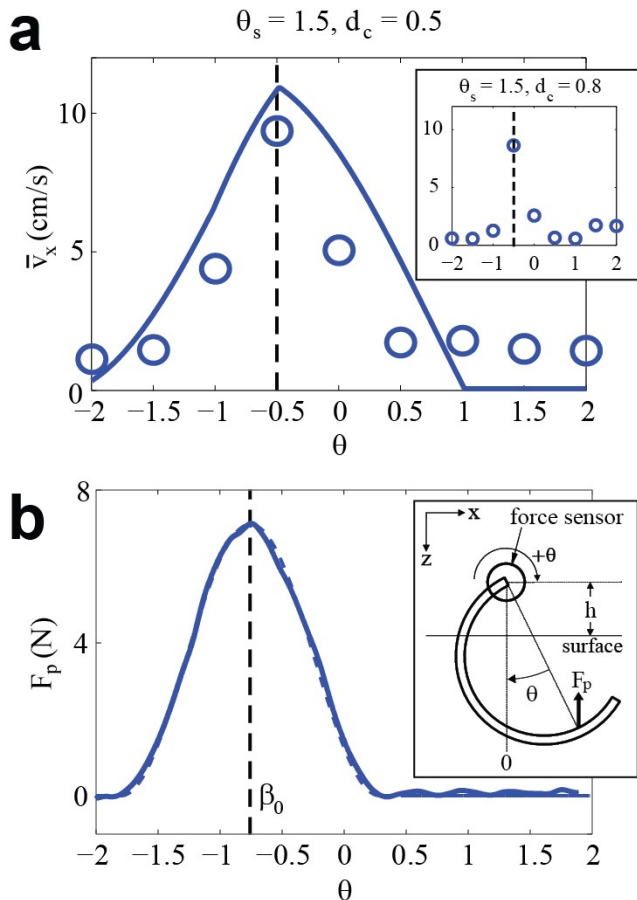 a
θs = 1.5, dc = 0.5
v̄x (cm/s)
10
5
0
−2 −1.5 −1 −0.5 0 0.5 1 1.5 2
θ
θs = 1.5, dc = 0.8
10
5
0
−2 −1 0 1 2
b
Fp (N)
8
4
0
−2 −1.5 −1 −0.5 0 0.5 1 1.5 2
θ
β0
x
z
force sensor
+θ
h
surface
θ
Fp
0